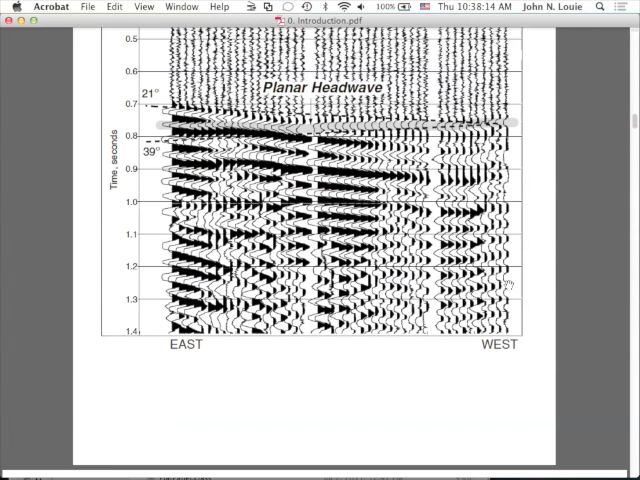 Acrobat File Edit View Window Help 100% Thu 10:38:14 AM John N. Louie
0. Introduction.pdf
0.5
0.6
Planar Headwave
21°
0.7
0.8
39°
Time, seconds
0.9
1.0
1.1
1.2
1.3
1.4
EAST WEST